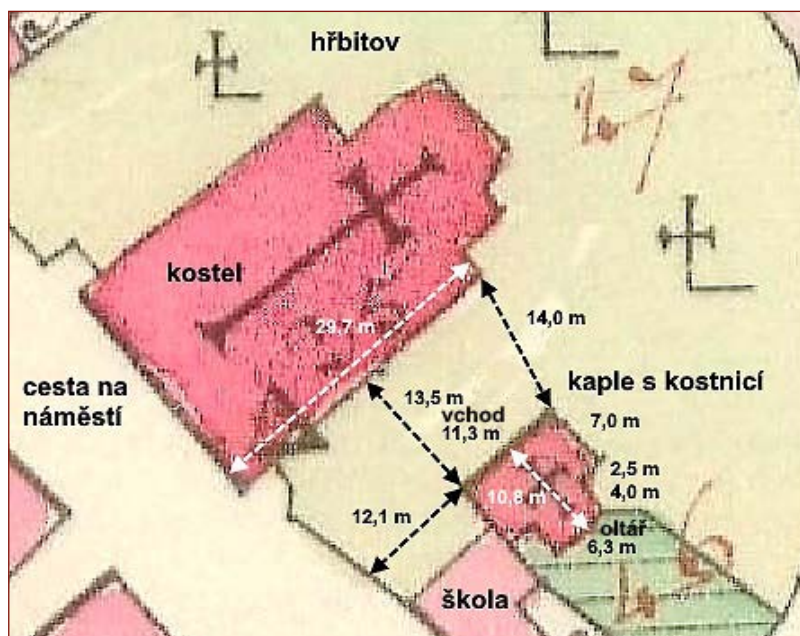 hřbitov
kostel
29,7 m
14,0 m
cesta na
náměstí
13,5 m
vchod
11,3 m
kaple s kostnicí
7,0 m
2,5 m
4,0 m
10,8 m
12,1 m
oltář
6,3 m
škola